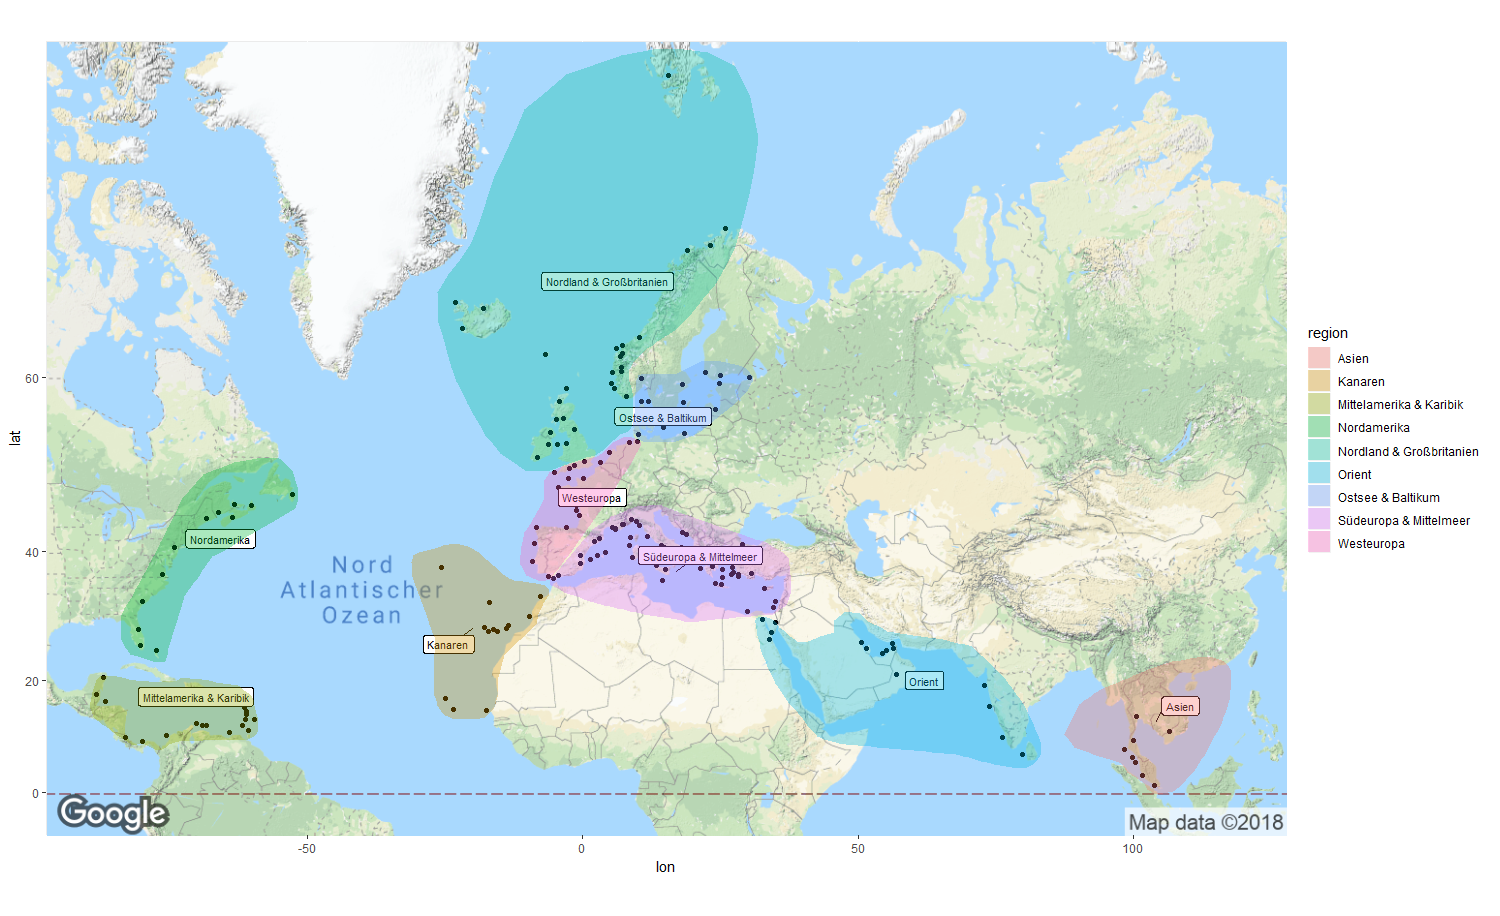 Nordland & Großbritanien
Ostsee & Baltikum
Westeuropa
Nordamerika
Südeuropa & Mittelmeer
Nord
Atlantischer
Ozean
Kanaren
Orient
Mittelamerika & Karibik
Asien
Google
Map data ©2018
60
40
20
0
lat
-50
0
50
100
lon
region
Asien
Kanaren
Mittelamerika & Karibik
Nordamerika
Nordland & Großbritanien
Orient
Ostsee & Baltikum
Südeuropa & Mittelmeer
Westeuropa